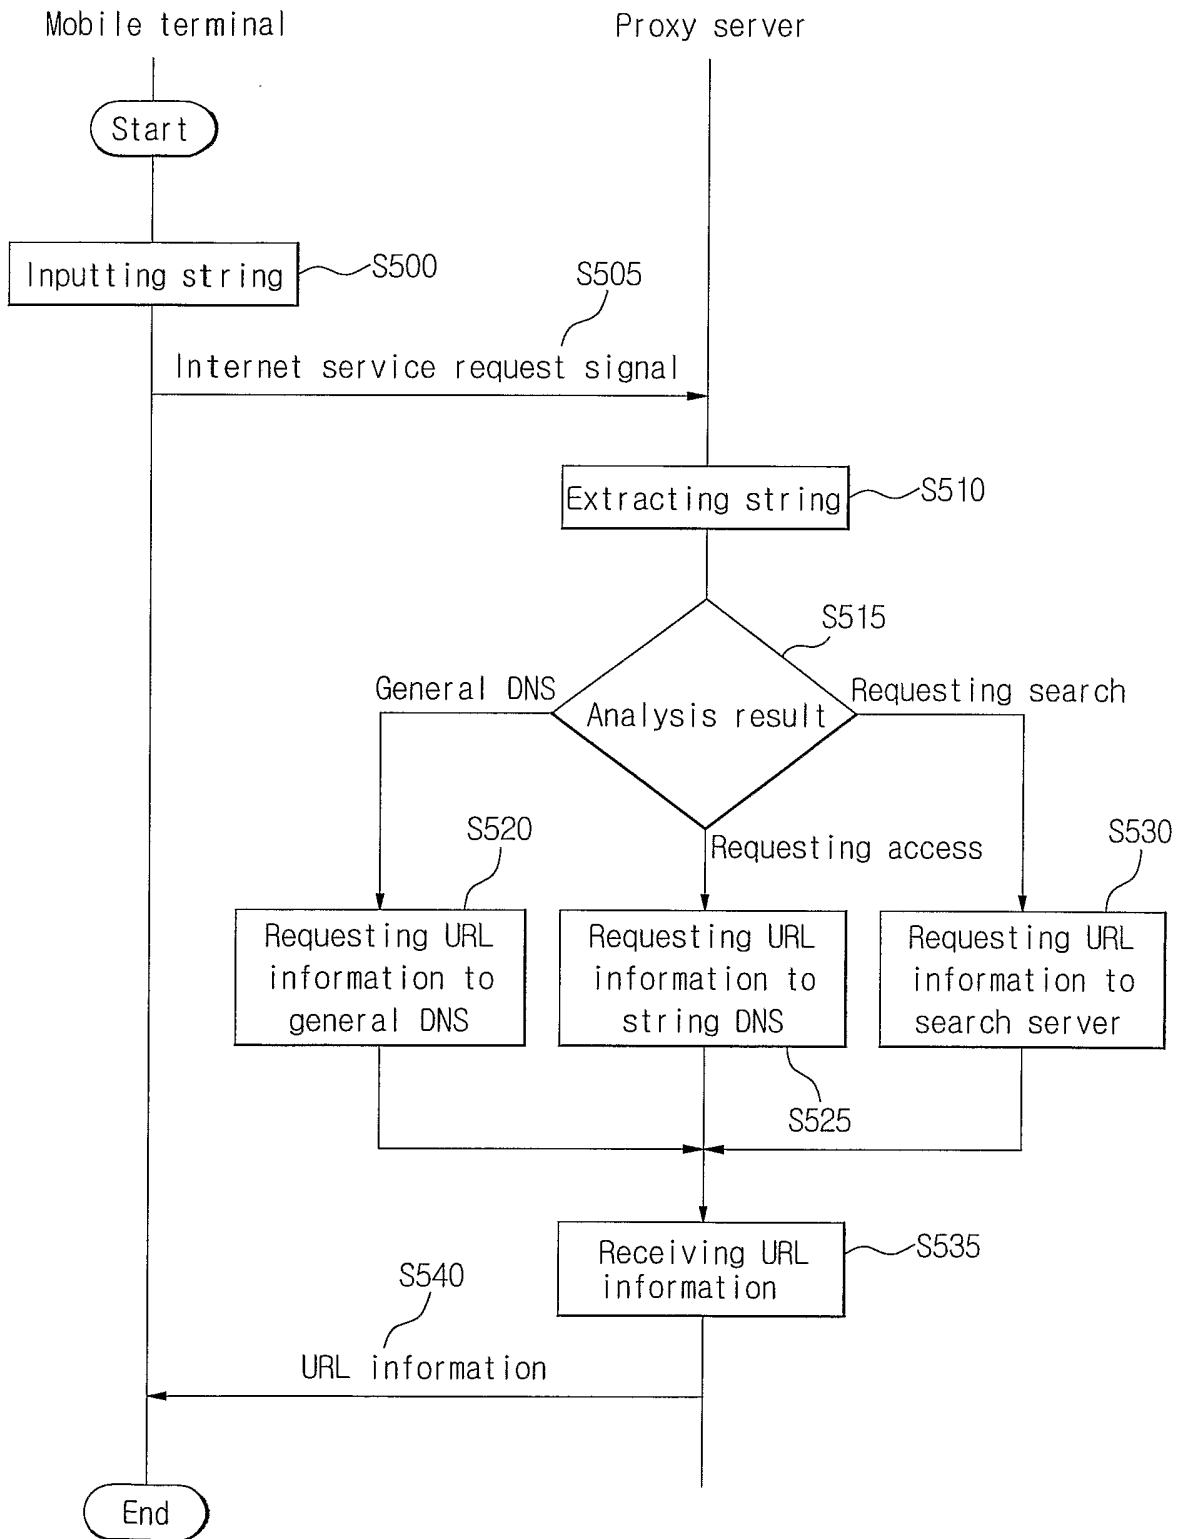 Mobile terminal
Proxy server
Start
Inputting string
S500
S505
Internet service request signal
Extracting string
S510
S515
General DNS
Analysis result
Requesting search
S520
Requesting access
S530
Requesting URL
information to
general DNS
Requesting URL
information to
string DNS
Requesting URL
information to
search server
S525
Receiving URL
information
S535
S540
URL information
End